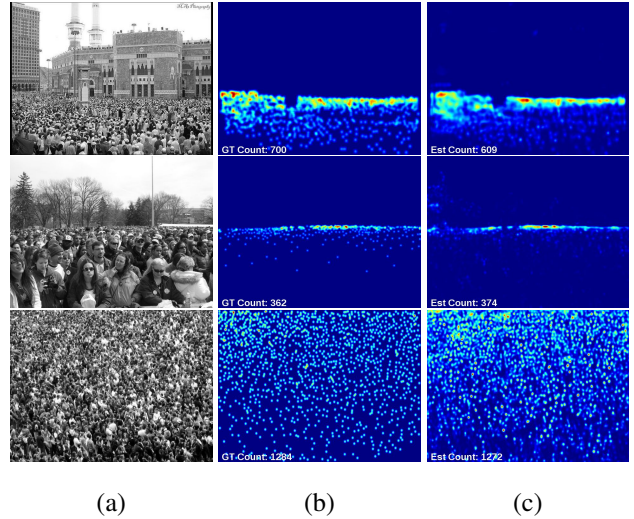 GT Count: 700
Est Count: 609
GT Count: 362
Est Count: 374
GT Count: 1284
Est Count: 1272
(a)
(b)
(c)